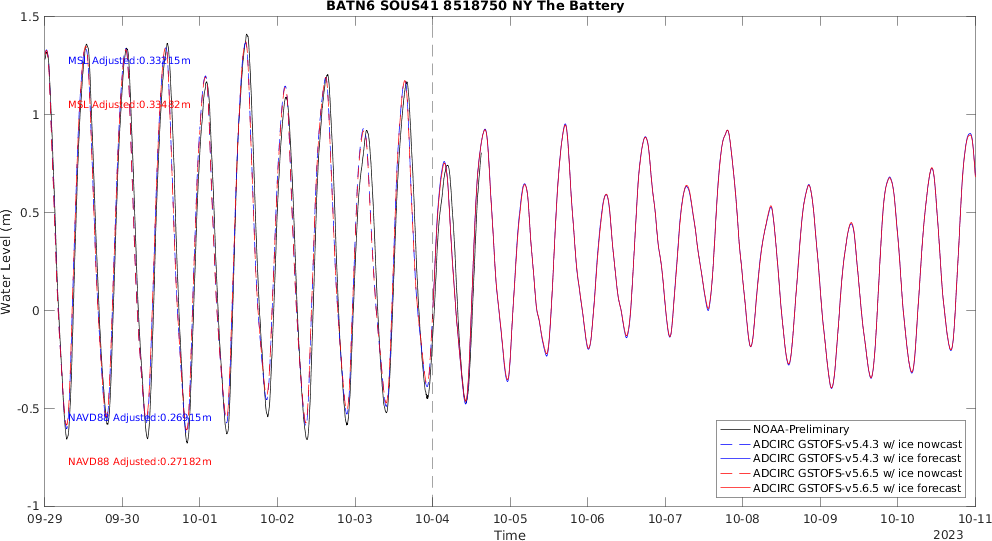 BATN6 SOUS41 8518750 NY The Battery
1.5
MSL Adjusted:0.33215m
MSL Adjusted:0.33482m
1
0.5
Water Level (m)
0
-0.5
NAVD88 Adjusted:0.26915m
NAVD88 Adjusted:0.27182m
-1
NOAA-Preliminary
ADCIRC GSTOFS-v5.4.3 w/ ice nowcast
ADCIRC GSTOFS-v5.4.3 w/ ice forecast
ADCIRC GSTOFS-v5.6.5 w/ ice nowcast
ADCIRC GSTOFS-v5.6.5 w/ ice forecast
09-29 09-30 10-01 10-02 10-03 10-04 10-05 10-06 10-07 10-08 10-09 10-10 10-11
Time
2023